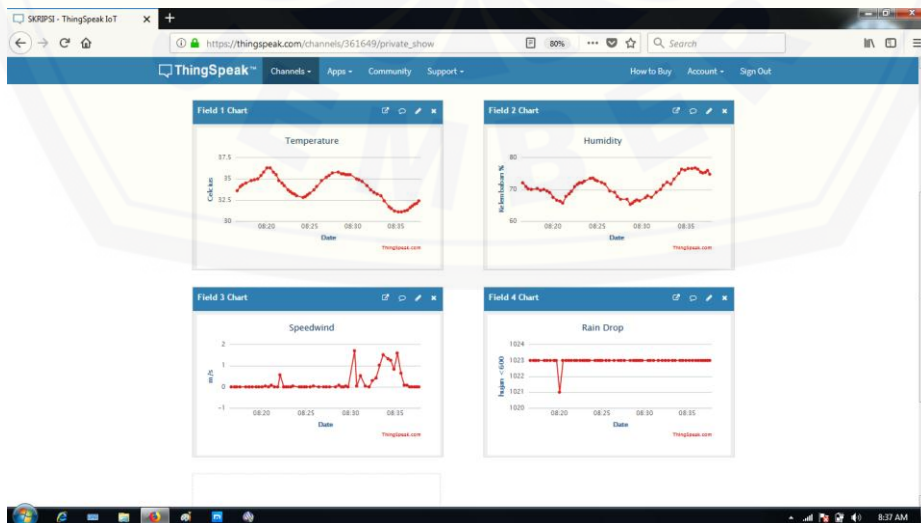 SKRIPSI - ThingSpeak IoT
https://thingspeak.com/channels/361649/private_show
80%
Search
ThingSpeak™ Channels Apps Community Support How to Buy Account Sign Out
Field 1 Chart
Temperature
Celcius
37.5
35
32.5
30
08:20 08:25 08:30 08:35
Date
ThingSpeak.com
Field 2 Chart
Humidity
Kelembaban %
80
70
60
08:20 08:25 08:30 08:35
Date
ThingSpeak.com
Field 3 Chart
Speedwind
m/s
2
1
0
-1
08:20 08:25 08:30 08:35
Date
ThingSpeak.com
Field 4 Chart
Rain Drop
hujan < 600
1024
1023
1022
1021
1020
08:20 08:25 08:30 08:35
Date
ThingSpeak.com
8:37 AM